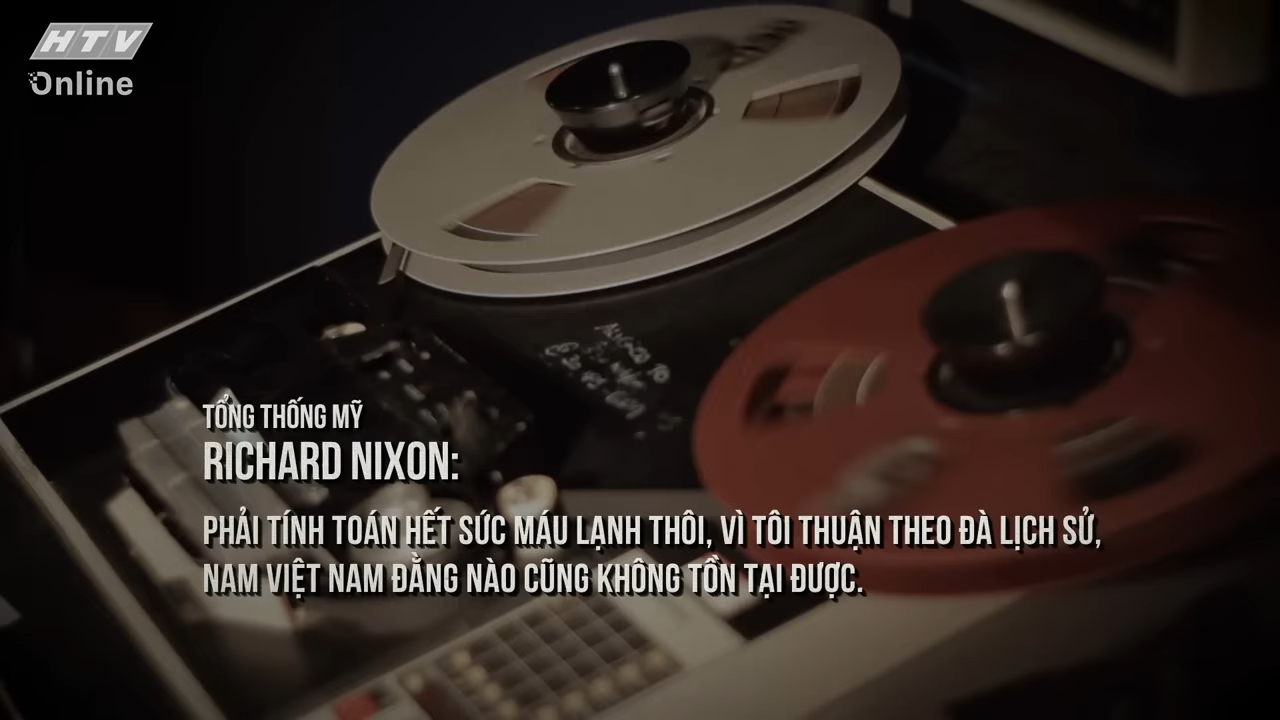 HTV
Online
TỔNG THỐNG MỸ
RICHARD NIXON:
PHẢI TÍNH TOÁN HẾT SỨC MÁU LẠNH THÔI, VÌ TÔI THUẬN THEO ĐÀ LỊCH SỬ,
NAM VIỆT NAM ĐẰNG NÀO CŨNG KHÔNG TỒN TẠI ĐƯỢC.